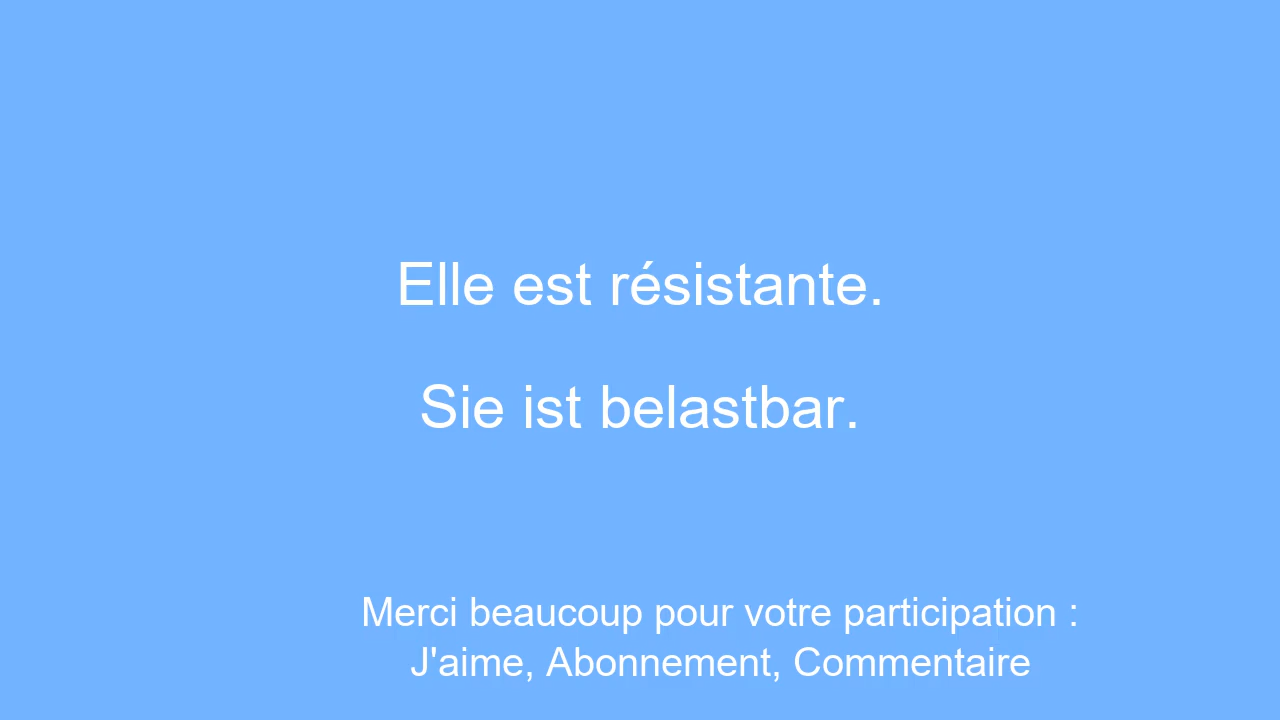 Elle est résistante.
Sie ist belastbar.
Merci beaucoup pour votre participation :
J'aime, Abonnement, Commentaire